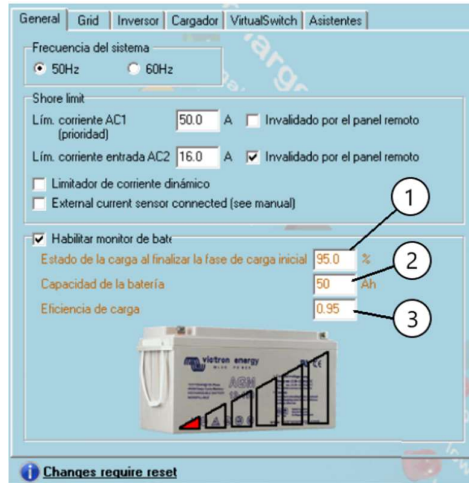 General Grid Inversor Cargador VirtualSwitch Asistentes
Frecuencia del sistema
50Hz 60Hz
Shore limit
Lím. corriente AC1 (prioridad) 50.0 A Invalidado por el panel remoto
Lím. corriente entrada AC2 16.0 A Invalidado por el panel remoto
Limitador de corriente dinámico
External current sensor connected (see manual)
1
Habilitar monitor de bate
Estado de la carga al finalizar la fase de carga inicial 95.0 %
2
Capacidad de la batería 50 Ah
Eficiencia de carga 0.95
3
victron energy
BLUE POWER
AGM
Changes require reset